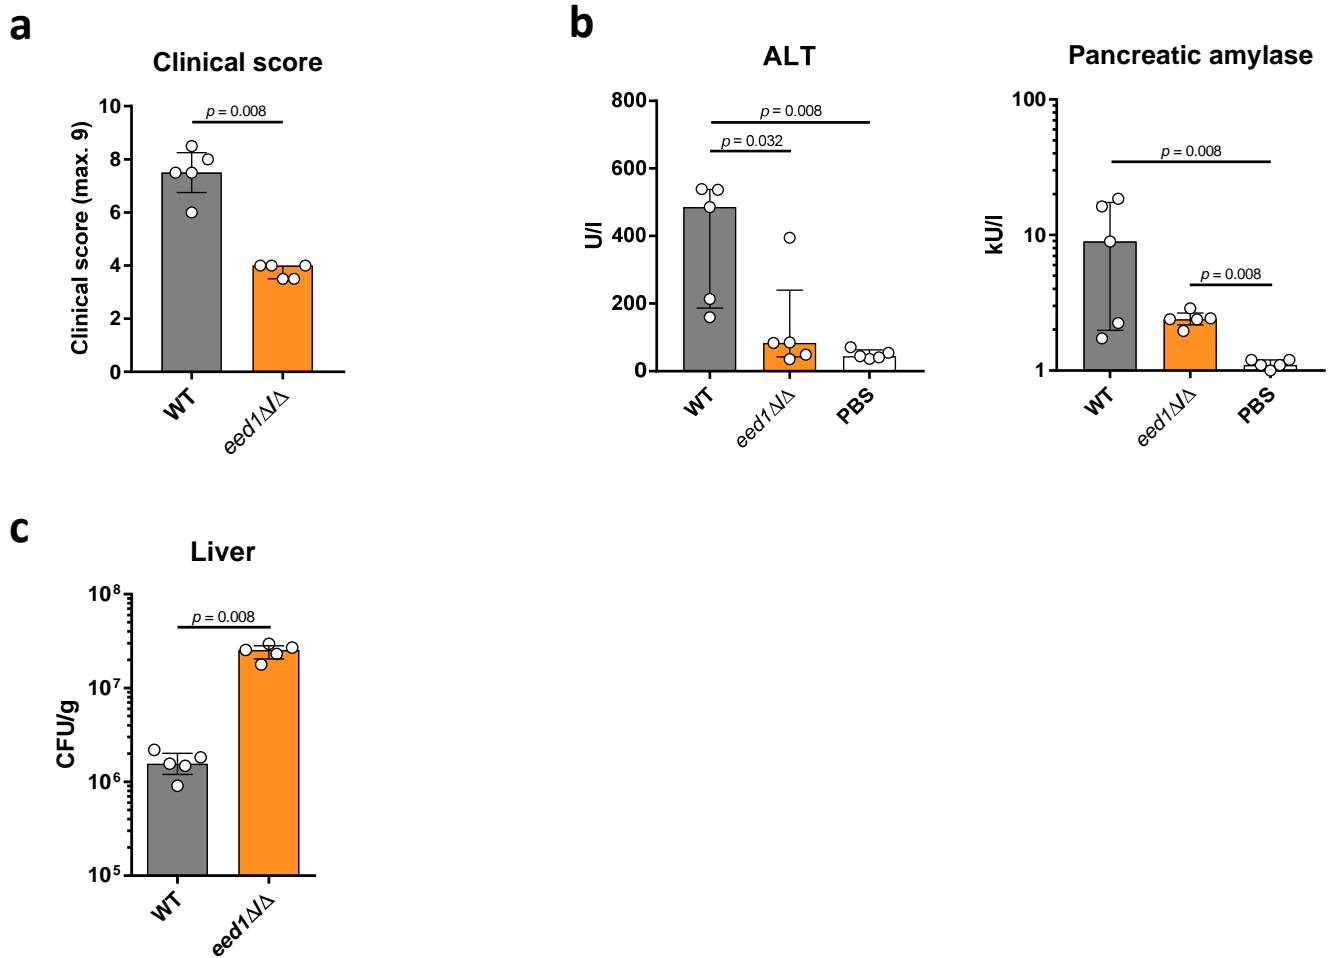 a
Clinical score
Clinical score (max. 9)
10
8
6
4
2
0
p = 0.008
WT
eed1Δ/Δ
b
ALT
U/l
800
600
400
200
0
p = 0.008
p = 0.032
WT
eed1Δ/Δ
PBS
Pancreatic amylase
kU/l
100
10
1
p = 0.008
p = 0.008
WT
eed1Δ/Δ
PBS
c
Liver
CFU/g
10⁸
10⁷
10⁶
10⁵
p = 0.008
WT
eed1Δ/Δ